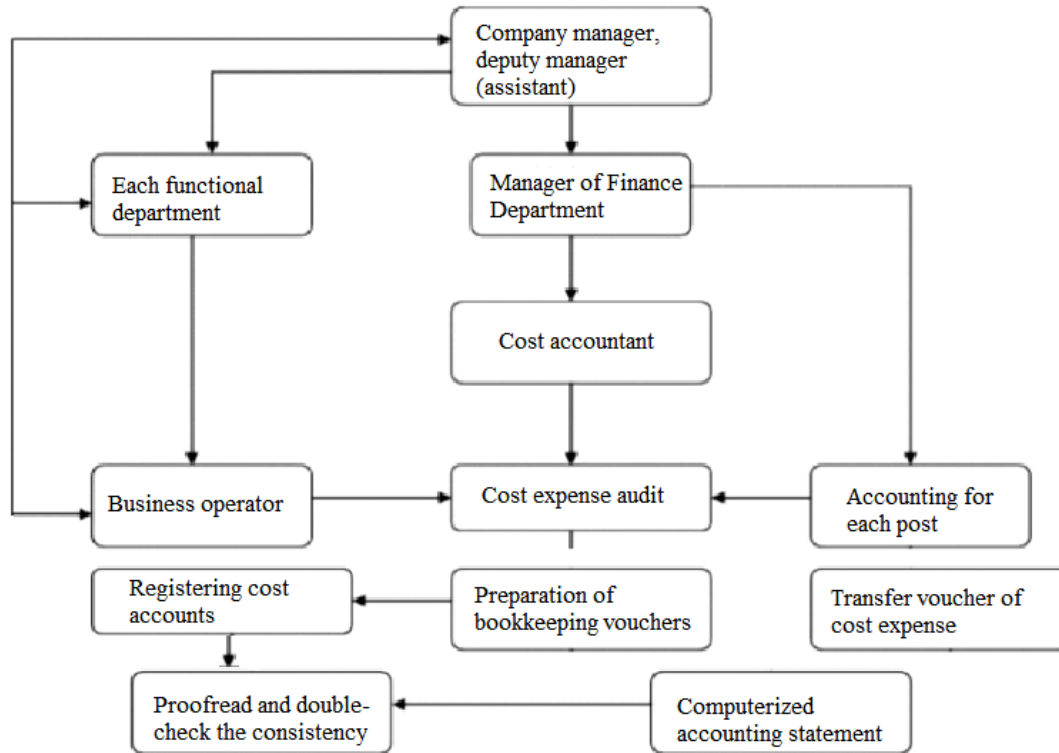 Company manager,
deputy manager
(assistant)
Each functional
department
Manager of Finance
Department
Cost accountant
Business operator
Cost expense audit
Accounting for
each post
Registering cost
accounts
Preparation of
bookkeeping vouchers
Transfer voucher of
cost expense
Proofread and double-
check the consistency
Computerized
accounting statement